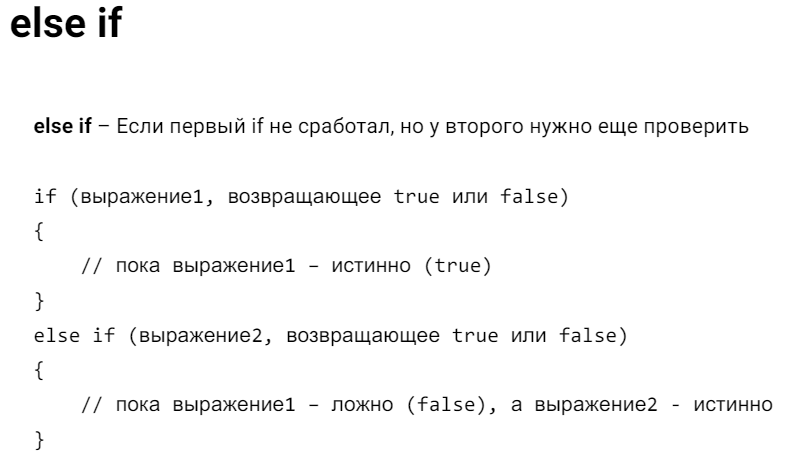 else if
else if – Если первый if не сработал, но у второго нужно еще проверить
if (выражение1, возвращающее true или false)
{
// пока выражение1 – истинно (true)
}
else if (выражение2, возвращающее true или false)
{
// пока выражение1 – ложно (false), а выражение2 - истинно
}